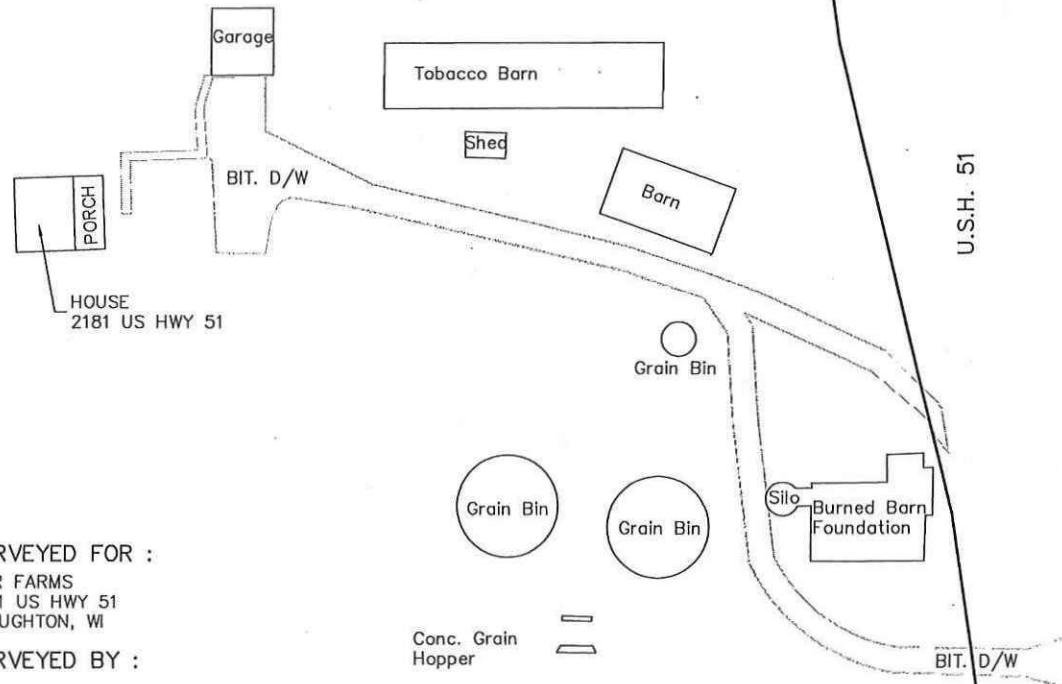 Garage
Tobacco Barn
Shed
BIT. D/W
Barn
U.S.H. 51
PORCH
HOUSE
2181 US HWY 51
Grain Bin
Grain Bin
Grain Bin
Silo
Burned Barn
Foundation
RVEYED FOR :
R FARMS
1 US HWY 51
UGHTON, WI
Conc. Grain
Hopper
RVEYED BY :
BIT. D/W